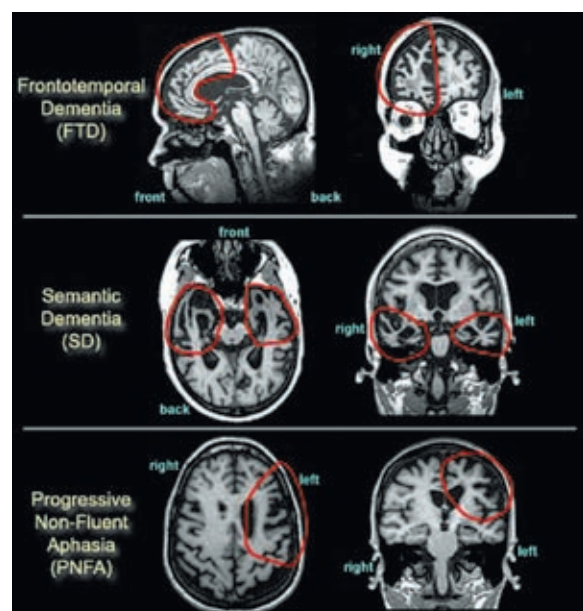 Frontotemporal
Dementia
(FTD)
right
left
front
back
front
Semantic
Dementia
(SD)
right
left
back
right
left
Progressive
Non-Fluent
Aphasia
(PNFA)
right
left